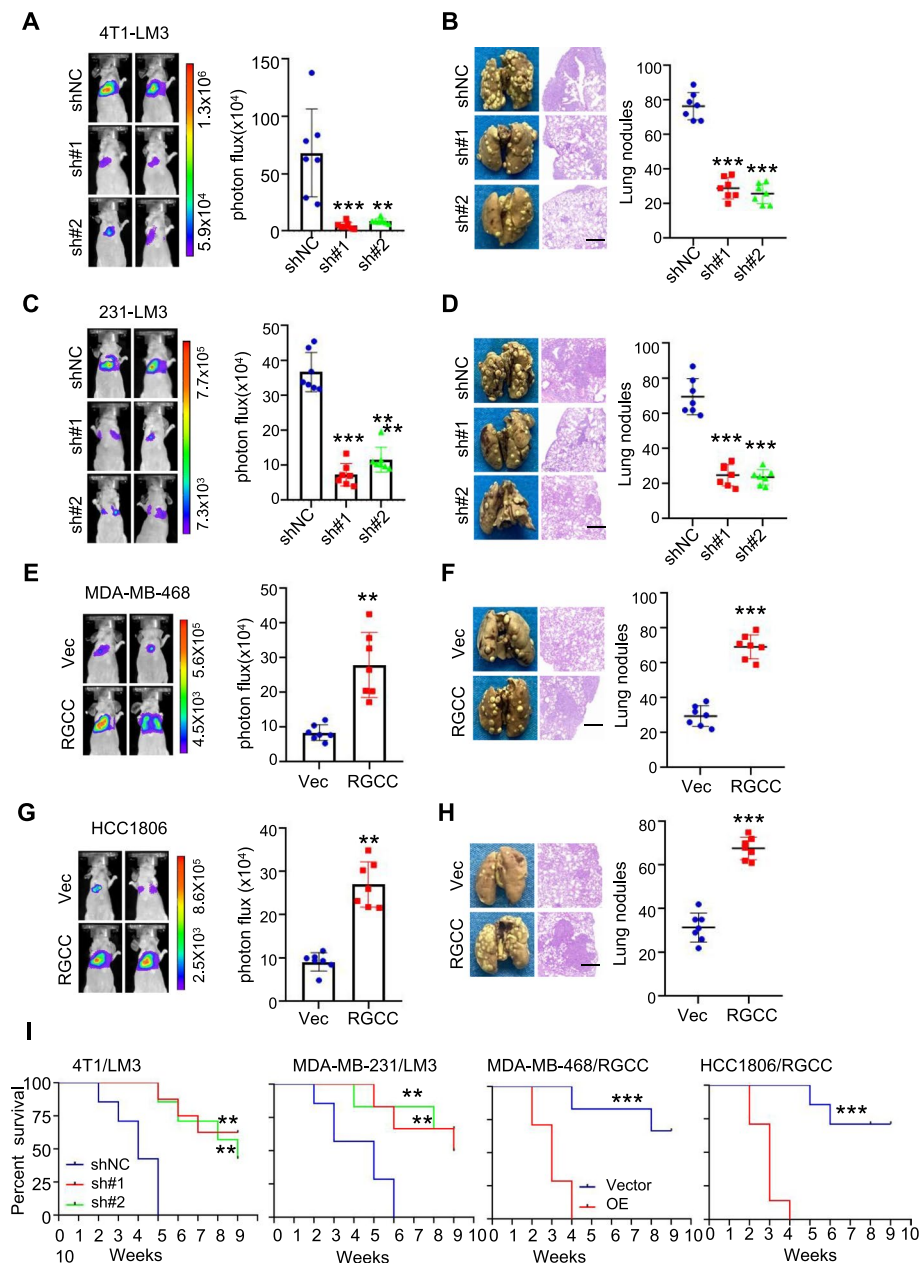 A
4T1-LM3
shNC
sh#1
sh#2
1.3x10⁶
5.9x10⁴
photon flux(x10⁴)
150
100
50
0
***
**
shNC
sh#1
sh#2
B
shNC
sh#1
sh#2
Lung nodules
100
80
60
40
20
0
***
***
shNC
sh#1
sh#2
C
231-LM3
shNC
sh#1
sh#2
7.7x10⁵
7.3x10³
photon flux(x10⁴)
50
40
30
20
10
0
***
**
**
shNC
sh#1
sh#2
D
shNC
sh#1
sh#2
Lung nodules
100
80
60
40
20
0
***
***
shNC
sh#1
sh#2
E
MDA-MB-468
Vec
RGCC
5.6x10⁵
4.5X10³
photon flux(x10⁴)
50
40
30
20
10
0
**
Vec
RGCC
F
Vec
RGCC
Lung nodules
100
80
60
40
20
0
***
Vec
RGCC
G
HCC1806
Vec
RGCC
8.6X10⁵
2.5X10³
photon flux (x10⁴)
40
30
20
10
0
**
Vec
RGCC
H
Vec
RGCC
Lung nodules
80
60
40
20
0
***
Vec
RGCC
I
4T1/LM3
Percent survival
100
75
50
25
0
**
**
shNC
sh#1
sh#2
0 1 2 3 4 5 6 7 8 9
10
Weeks
MDA-MB-231/LM3
**
**
0 1 2 3 4 5 6 7 8 9 10
Weeks
MDA-MB-468/RGCC
***
Vector
OE
0 1 2 3 4 5 6 7 8 9 10
Weeks
HCC1806/RGCC
***
0 1 2 3 4 5 6 7 8 9 10
Weeks